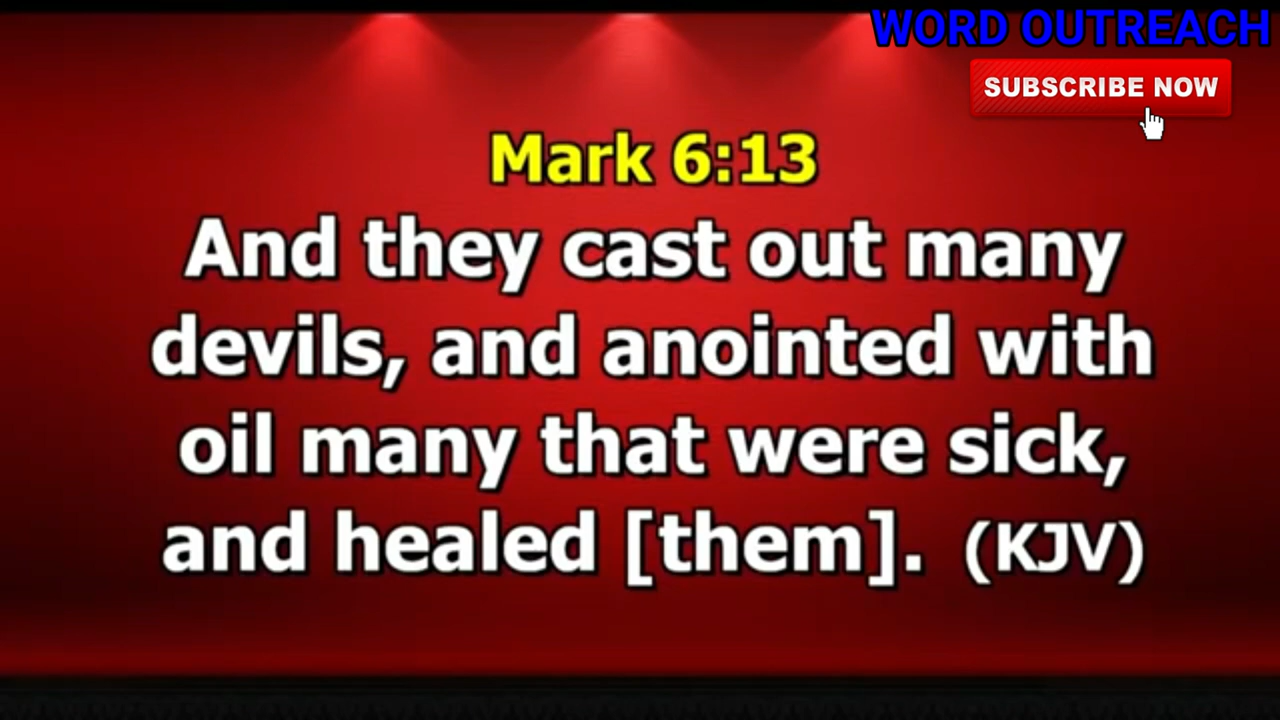 WORD OUTREACH
SUBSCRIBE NOW
Mark 6:13
And they cast out many
devils, and anointed with
oil many that were sick,
and healed [them]. (KJV)